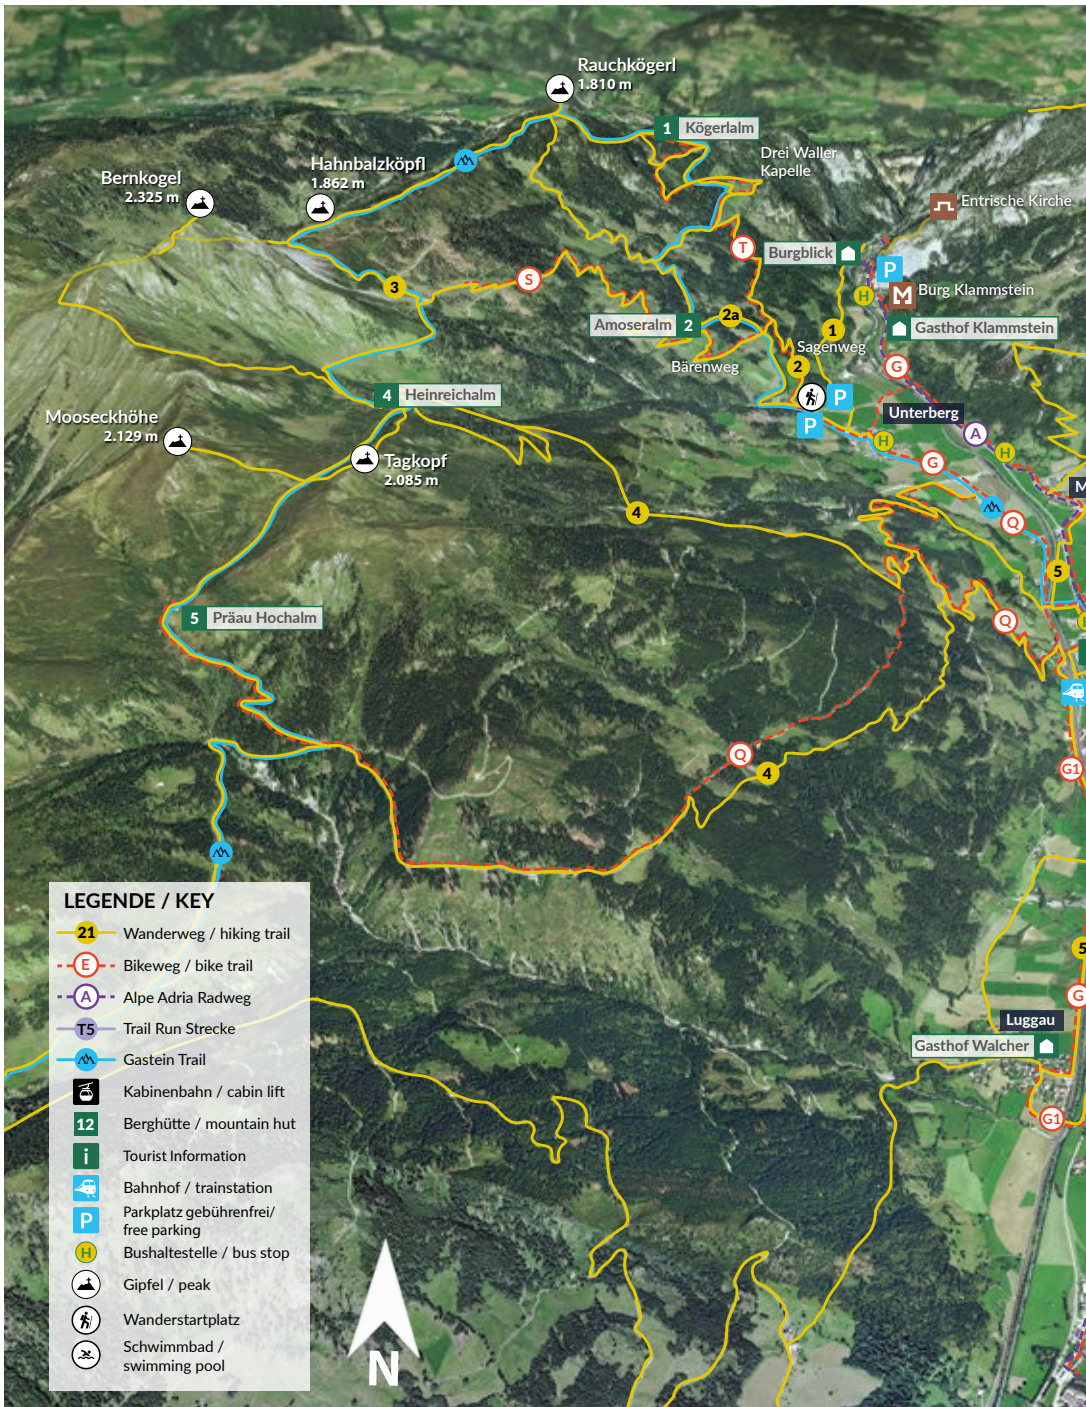 Rauchkögerl
1.810 m
1 Kögerlalm
Drei Waller
Kapelle
Hahnbalzköpfl
1.862 m
Bernkogel
2.325 m
Entrische Kirche
T
Burgblick
P
3
S
H
M Burg Klammstein
Amoseralm 2
2a
1
Gasthof Klammstein
Sagenweg
Bärenweg
2
G
P
4 Heinreichalm
Unterberg
P
A
H
H
Mooseckhöhe
2.129 m
Tagkopf
2.085 m
G
M
4
Q
5
5 Präau Hochalm
Q
Q
4
G1
LEGENDE / KEY
21 Wanderweg / hiking trail
E Bikeweg / bike trail
A Alpe Adria Radweg
T5 Trail Run Strecke
Gastein Trail
Kabinenbahn / cabin lift
12 Berghütte / mountain hut
i Tourist Information
Bahnhof / trainstation
P Parkplatz gebührenfrei/
free parking
H Bushaltestelle / bus stop
Gipfel / peak
Wanderstartplatz
Schwimmbad /
swimming pool
N
5
G
Luggau
Gasthof Walcher
G1